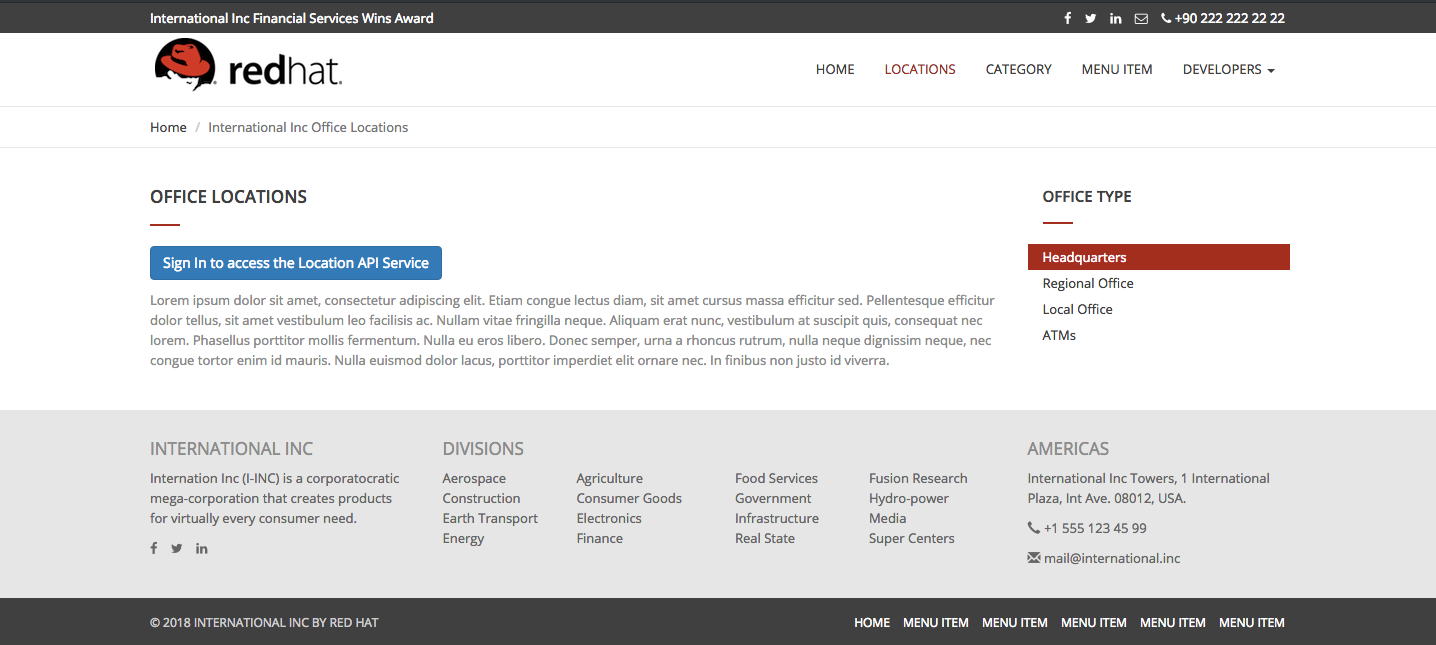 International Inc Financial Services Wins Award
+90 222 222 22 22
redhat.
HOME LOCATIONS CATEGORY MENU ITEM DEVELOPERS
Home / International Inc Office Locations
OFFICE LOCATIONS
Sign In to access the Location API Service
Lorem ipsum dolor sit amet, consectetur adipiscing elit. Etiam congue lectus diam, sit amet cursus massa efficitur sed. Pellentesque efficitur
dolor tellus, sit amet vestibulum leo facilisis ac. Nullam vitae fringilla neque. Aliquam erat nunc, vestibulum at suscipit quis, consequat nec
lorem. Phasellus porttitor mollis fermentum. Nulla eu eros libero. Donec semper, urna a rhoncus rutrum, nulla neque dignissim neque, nec
congue tortor enim id mauris. Nulla euismod dolor lacus, porttitor imperdiet elit ornare nec. In finibus non justo id viverra.
OFFICE TYPE
Headquarters
Regional Office
Local Office
ATMs
INTERNATIONAL INC
Internation Inc (I-INC) is a corporatocratic
mega-corporation that creates products
for virtually every consumer need.
DIVISIONS
Aerospace
Construction
Earth Transport
Energy
Agriculture
Consumer Goods
Electronics
Finance
Food Services
Government
Infrastructure
Real State
Fusion Research
Hydro-power
Media
Super Centers
AMERICAS
International Inc Towers, 1 International
Plaza, Int Ave. 08012, USA.
+1 555 123 45 99
mail@international.inc
© 2018 INTERNATIONAL INC BY RED HAT
HOME MENU ITEM MENU ITEM MENU ITEM MENU ITEM MENU ITEM